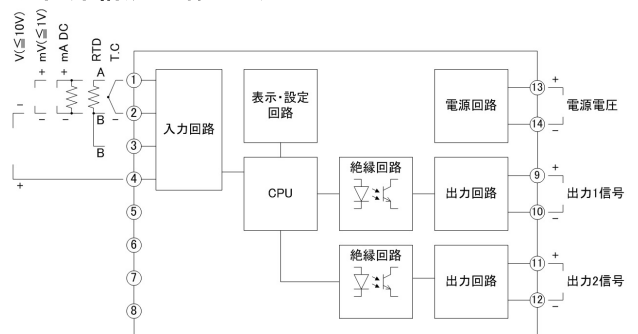 V(≦10V)
mV(≦1V)
mA DC
RTD
T.C
+
+
A
−
−
−
B
−
B
+
①
②
③
④
⑤
⑥
⑦
⑧
入力回路
表示・設定
回路
CPU
絶縁回路
絶縁回路
電源回路
出力回路
出力回路
⑬
+
電源電圧
⑭
−
⑨
+
出力1信号
⑩
−
⑪
+
出力2信号
⑫
−